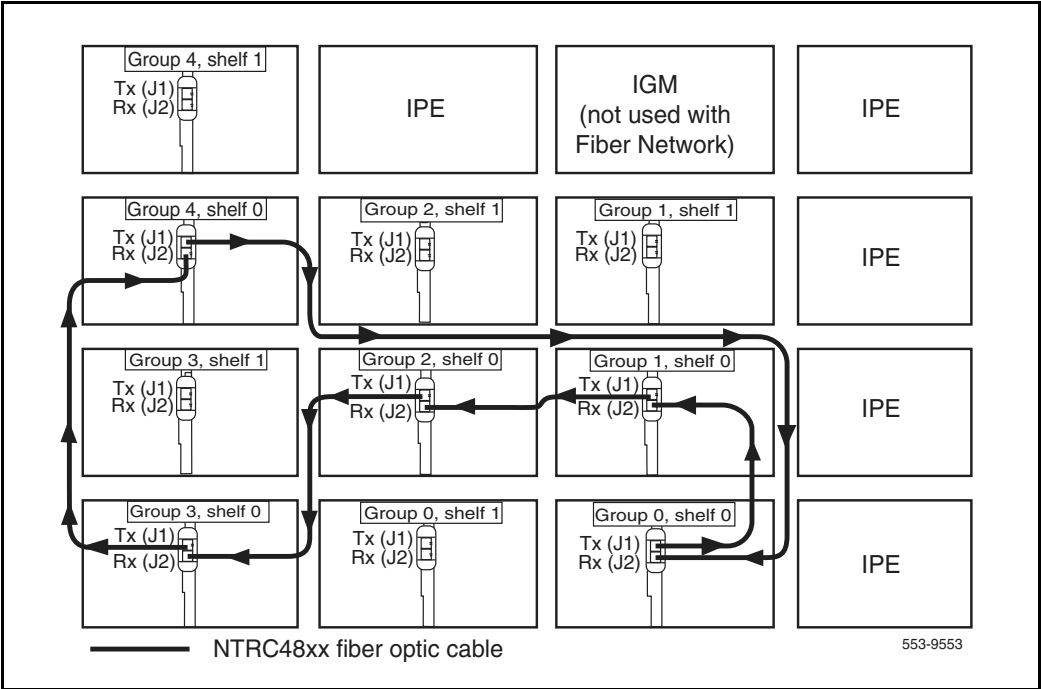 Group 4, shelf 1
Tx (J1)
Rx (J2)
IPE
IGM
(not used with
Fiber Network)
IPE
Group 4, shelf 0
Tx (J1)
Rx (J2)
Group 2, shelf 1
Tx (J1)
Rx (J2)
Group 1, shelf 1
Tx (J1)
Rx (J2)
IPE
Group 3, shelf 1
Tx (J1)
Rx (J2)
Group 2, shelf 0
Tx (J1)
Rx (J2)
Group 1, shelf 0
Tx (J1)
Rx (J2)
IPE
Group 3, shelf 0
Tx (J1)
Rx (J2)
Group 0, shelf 1
Tx (J1)
Rx (J2)
Group 0, shelf 0
Tx (J1)
Rx (J2)
IPE
NTRC48xx fiber optic cable
553-9553